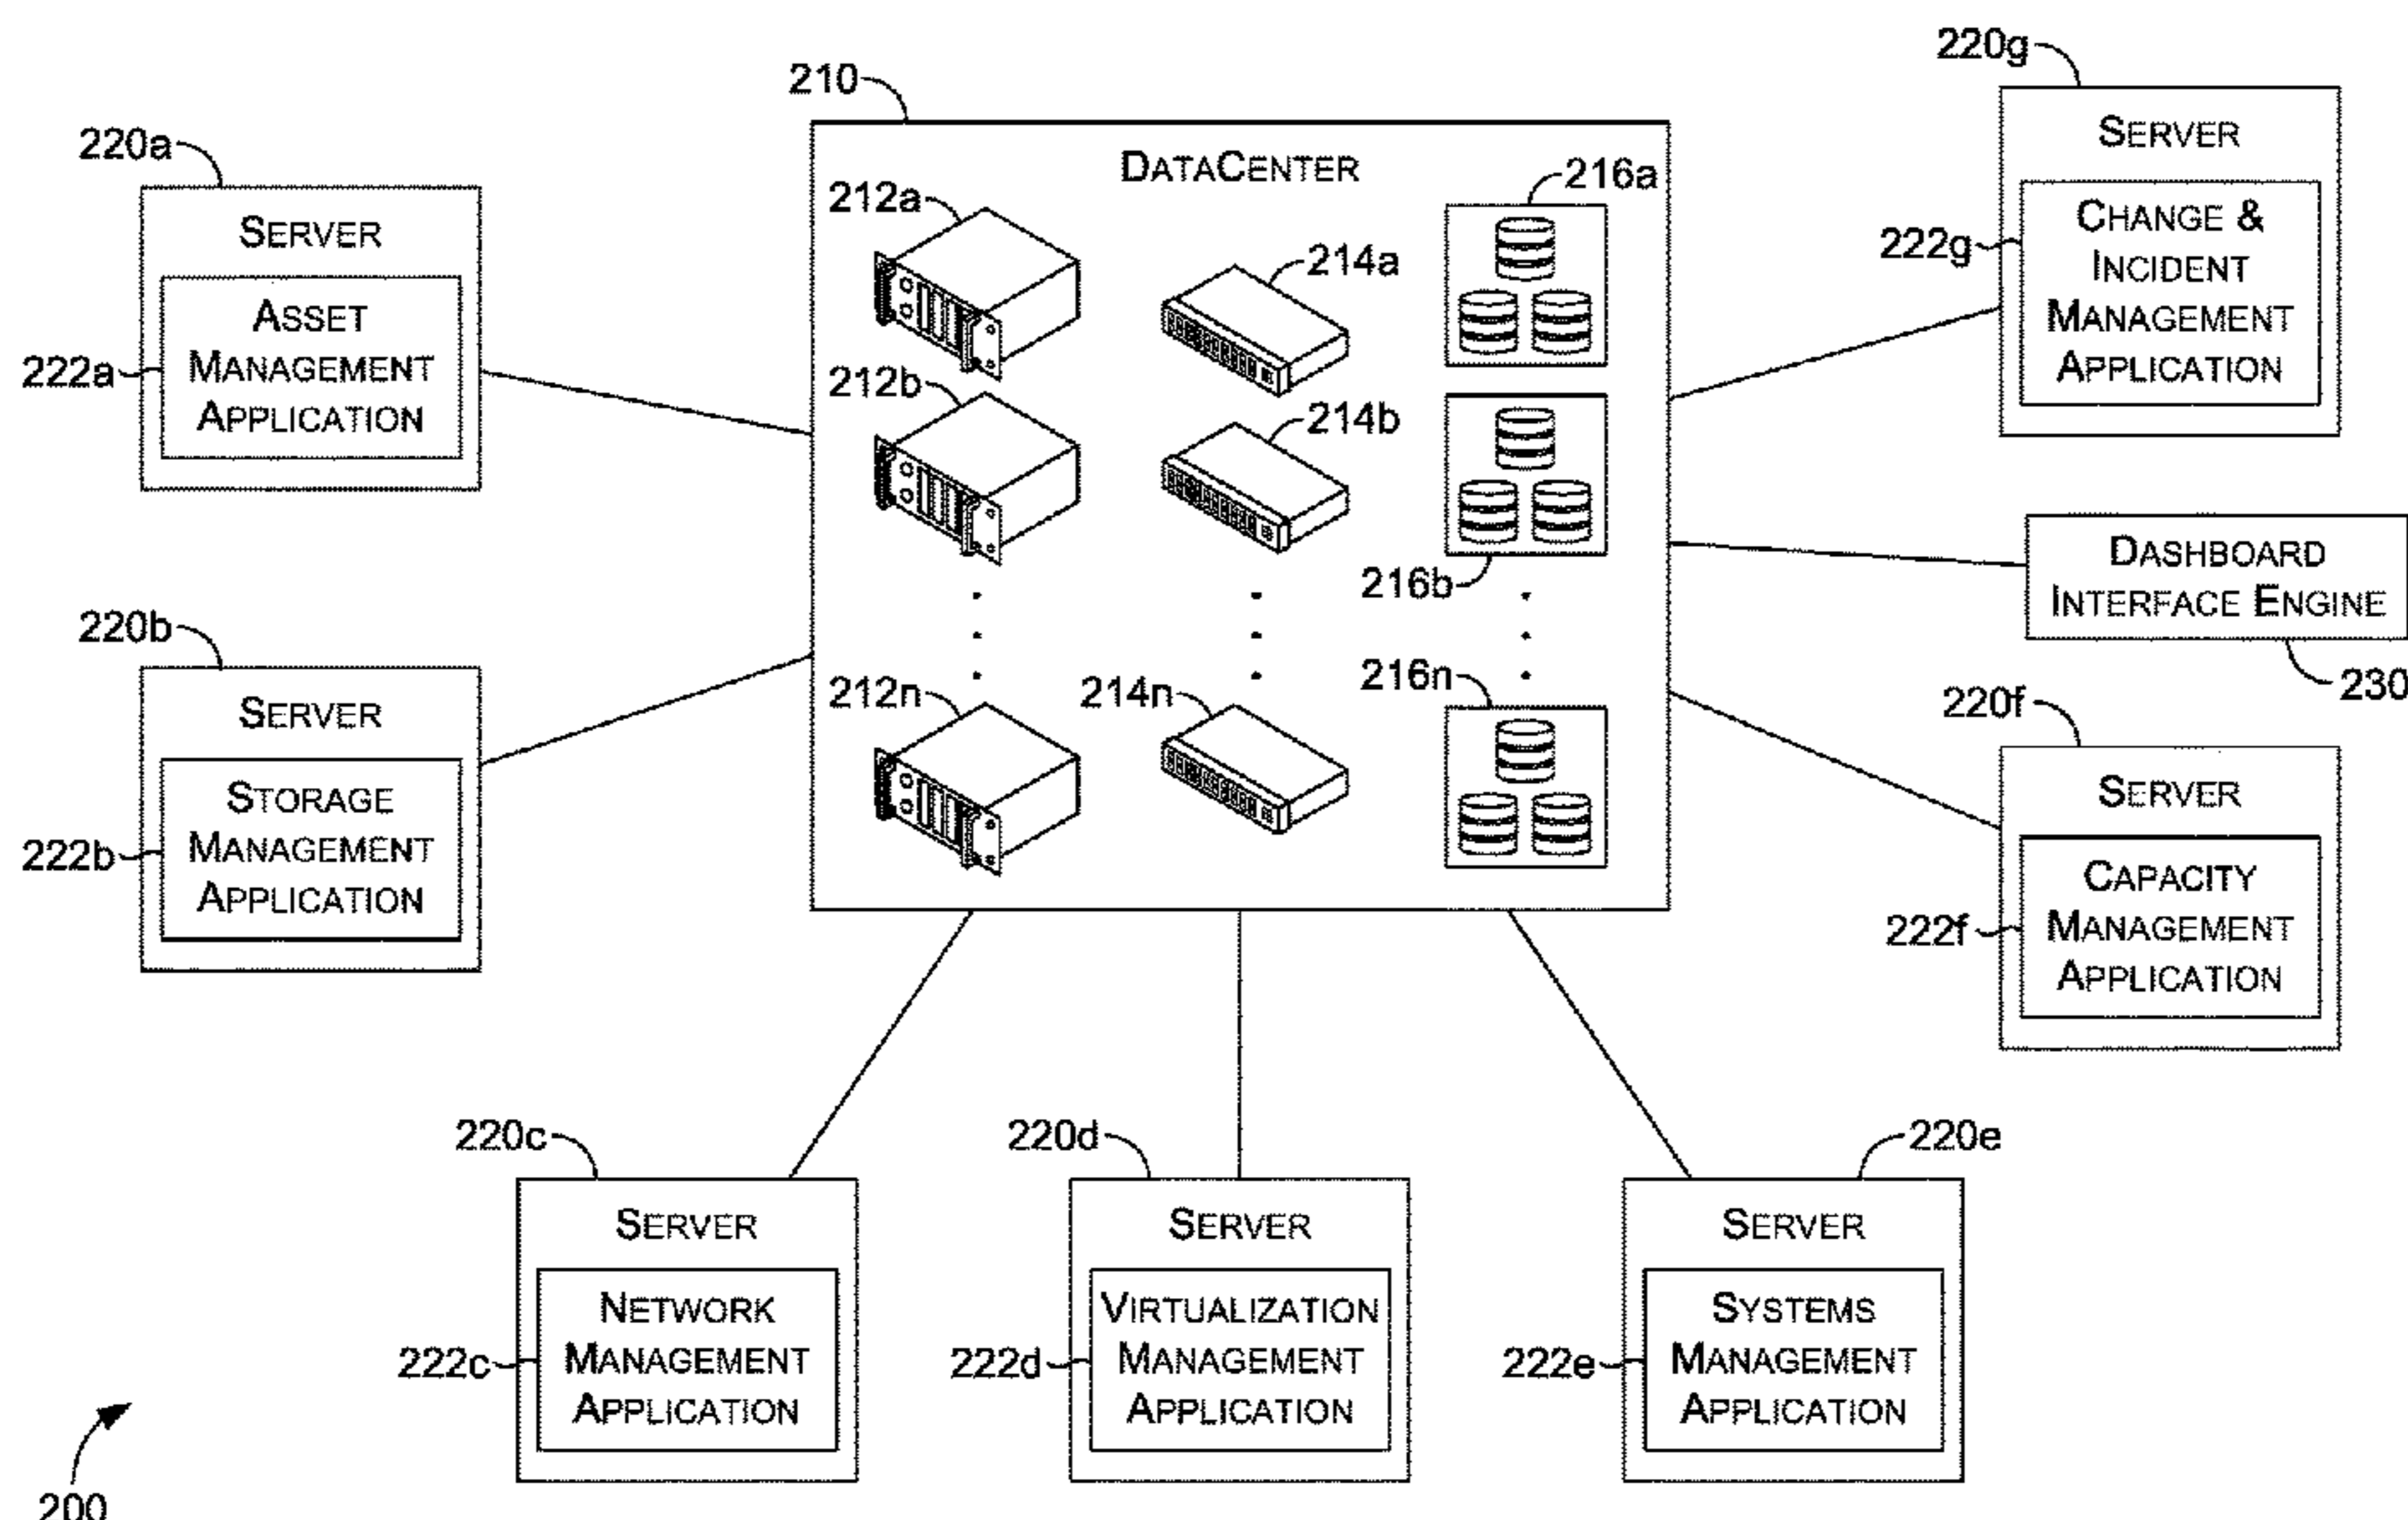 220g
210
SERVER
220a
DATACENTER
216a
212a
CHANGE &
222g
INCIDENT
SERVER
214a
MANAGEMENT
ASSET
APPLICATION
222a
MANAGEMENT
212b
APPLICATION
214b
DASHBOARD
216b
INTERFACE ENGINE
220b
216n
230
212n
214n
220f
SERVER
SERVER
STORAGE
222b
MANAGEMENT
CAPACITY
APPLICATION
222f
MANAGEMENT
APPLICATION
220c
220d
220e
SERVER
SERVER
SERVER
NETWORK
VIRTUALIZATION
SYSTEMS
222c
MANAGEMENT
222d
MANAGEMENT
222e
MANAGEMENT
APPLICATION
APPLICATION
APPLICATION
200